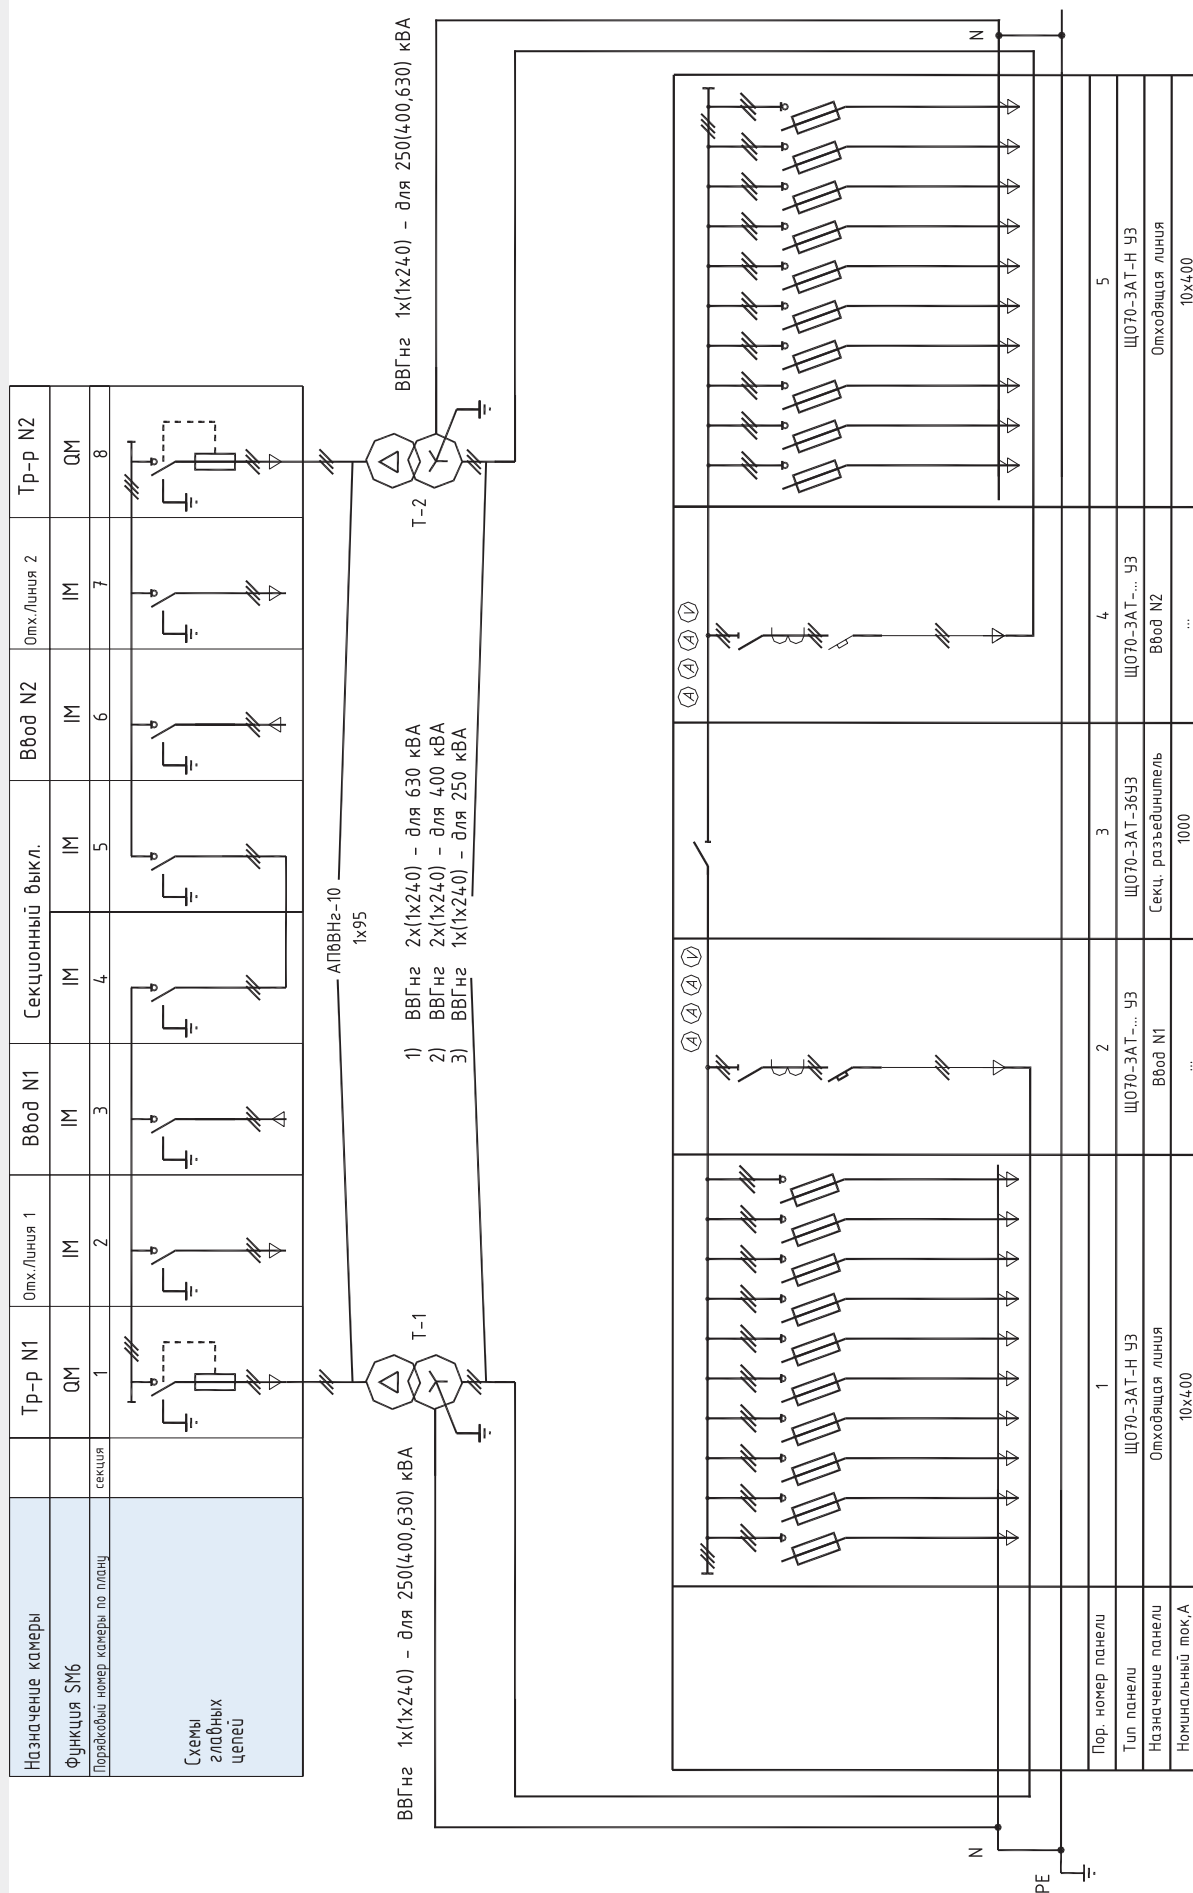 Назначение камеры
Тр-р N1
Отх.Линия 1
Ввод N1
Секционный выкл.
Ввод N2
Отх.Линия 2
Тр-р N2
Функция SM6
QM
IM
IM
IM
IM
IM
IM
QM
Порядковый номер камеры по плану
секция
1
2
3
4
5
6
7
8
Схемы
главных
цепей
АПвВНг-10
1х95
ВВГнг 1х(1х240) - для 250(400,630) кВА
Т-1
1) ВВГнг 2х(1х240) - для 630 кВА
2) ВВГнг 2х(1х240) - для 400 кВА
3) ВВГнг 1х(1х240) - для 250 кВА
Т-2
ВВГнг 1х(1х240) - для 250(400,630) кВА
A A A V
A A A V
N
N
PE
Пор. номер панели
1
2
3
4
5
Тип панели
ЩО70-3АТ-Н У3
ЩО70-3АТ-... У3
ЩО70-3АТ-36У3
ЩО70-3АТ-... У3
ЩО70-3АТ-Н У3
Назначение панели
Отходящая линия
Ввод N1
Секц. разъединитель
Ввод N2
Отходящая линия
Номинальный ток,А
10х400
...
1000
...
10х400